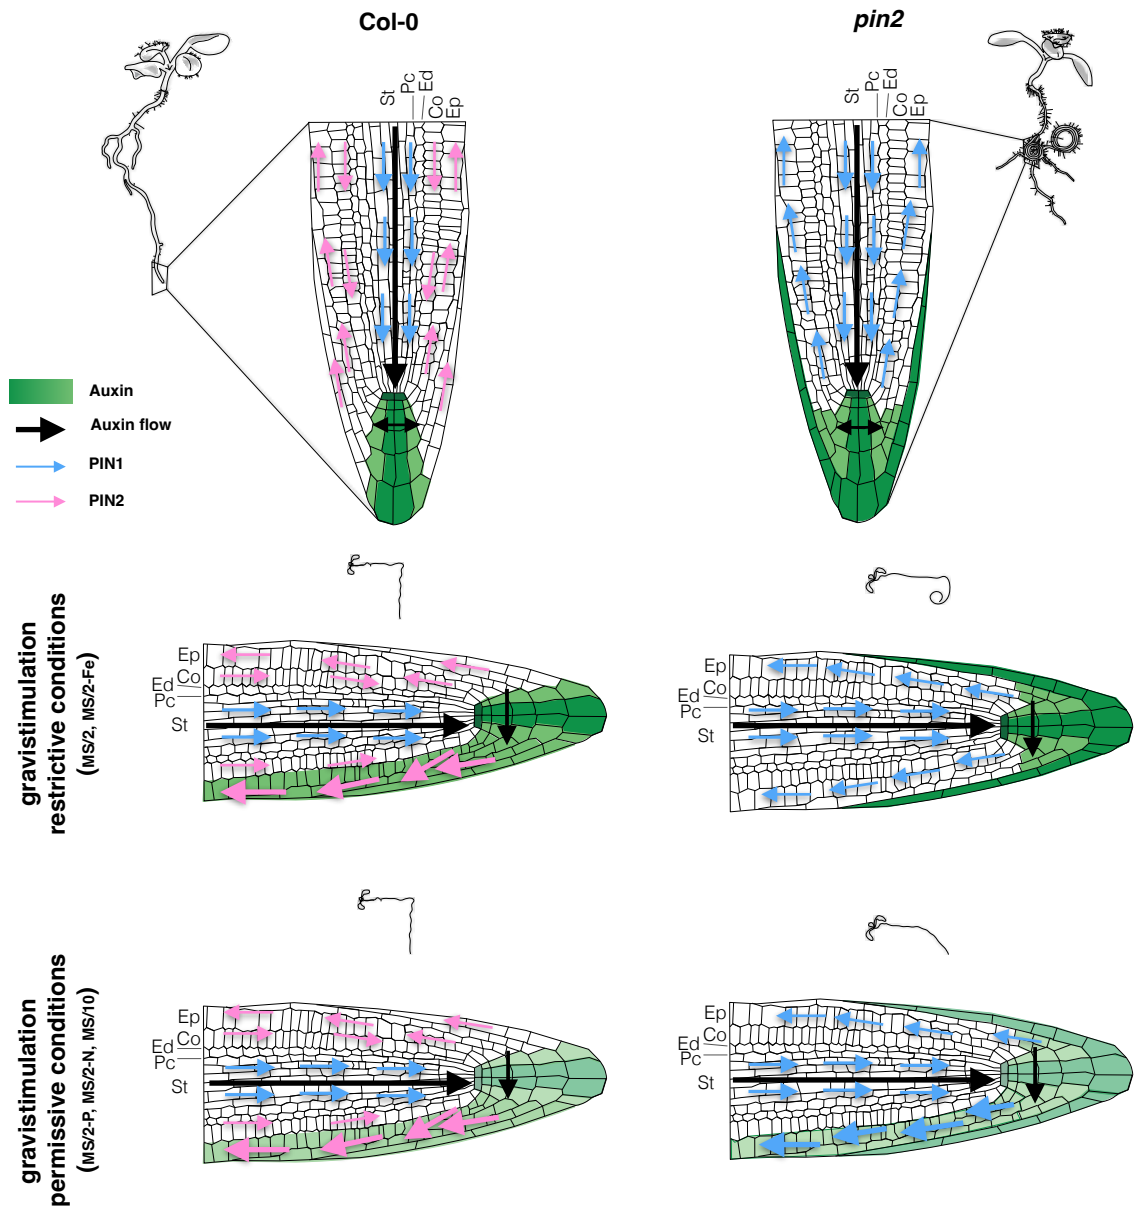 Col-0
pin2
St
Pc
Ed
Co
Ep
St
Pc
Ed
Co
Ep
Auxin
Auxin flow
PIN1
PIN2
gravistimulation
restrictive conditions
(MS/2, MS/2-Fe)
Ep
Co
Ed
Pc
St
Ep
Co
Ed
Pc
St
gravistimulation
permissive conditions
(MS/2-P, MS/2-N, MS/10)
Ep
Co
Ed
Pc
St
Ep
Co
Ed
Pc
St